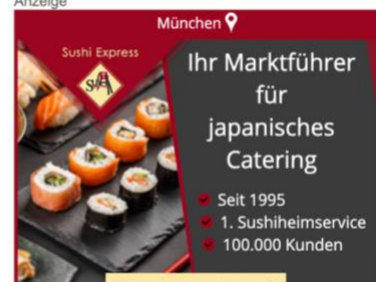 Anzeige
München
Sushi Express
Ihr Marktführer
für
japanisches
Catering
Seit 1995
1. Sushiheimservice
100.000 Kunden